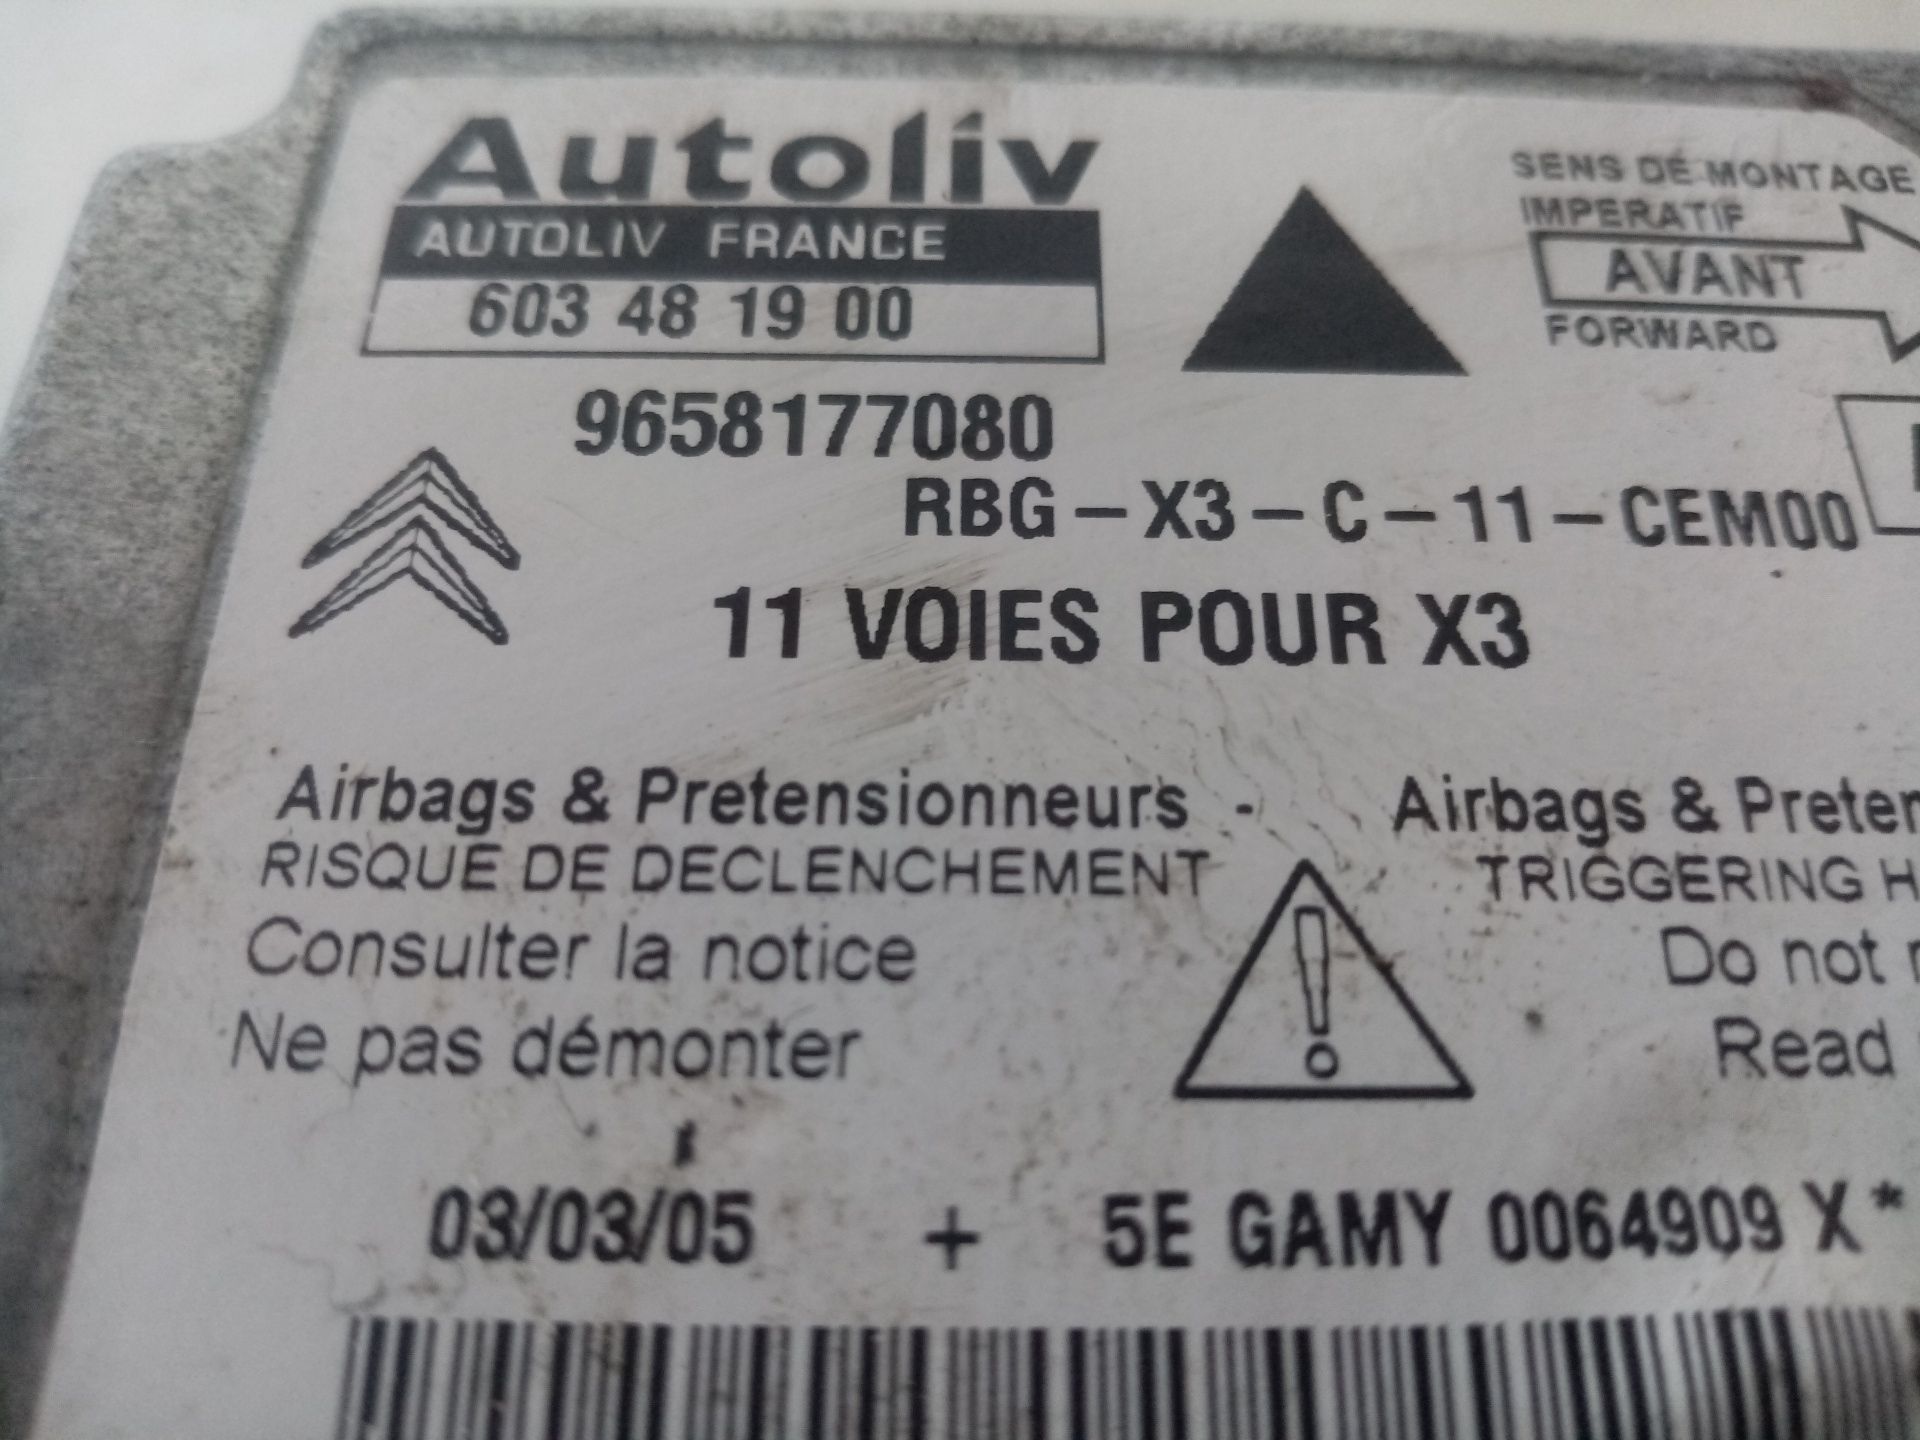 Autoliv
AUTOLIV FRANCE
603 48 19 00
SENS DE MONTAGE
IMPERATIF
AVANT
FORWARD
9658177080
RBG-X3-C-11-CEM00
11 VOIES POUR X3
Airbags & Pretensionneurs -
RISQUE DE DECLENCHEMENT
Consulter la notice
Ne pas démonter
Airbags &
TRIGGERING
Do not
Read
03/03/05 + 5E GAMY 0064909 X*